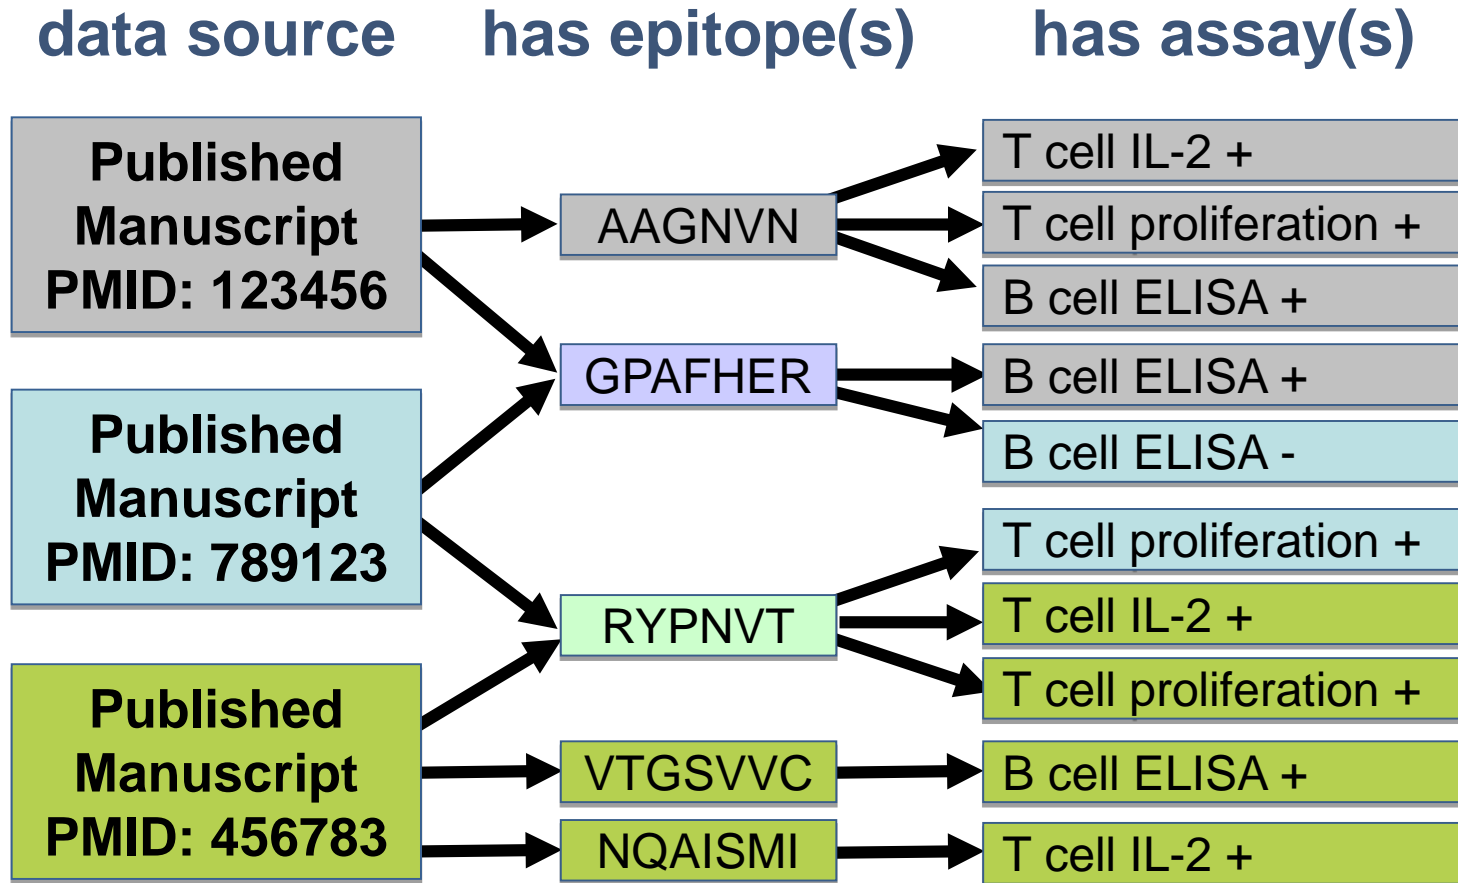 data source has epitope(s) has assay(s)
Published
Manuscript
PMID: 123456
AAGNVN
T cell IL-2 +
T cell proliferation +
B cell ELISA +
GPAFHER
B cell ELISA +
B cell ELISA -
Published
Manuscript
PMID: 789123
RYPNVT
T cell proliferation +
T cell IL-2 +
T cell proliferation +
Published
Manuscript
PMID: 456783
VTGSVVC
B cell ELISA +
NQAISMI
T cell IL-2 +